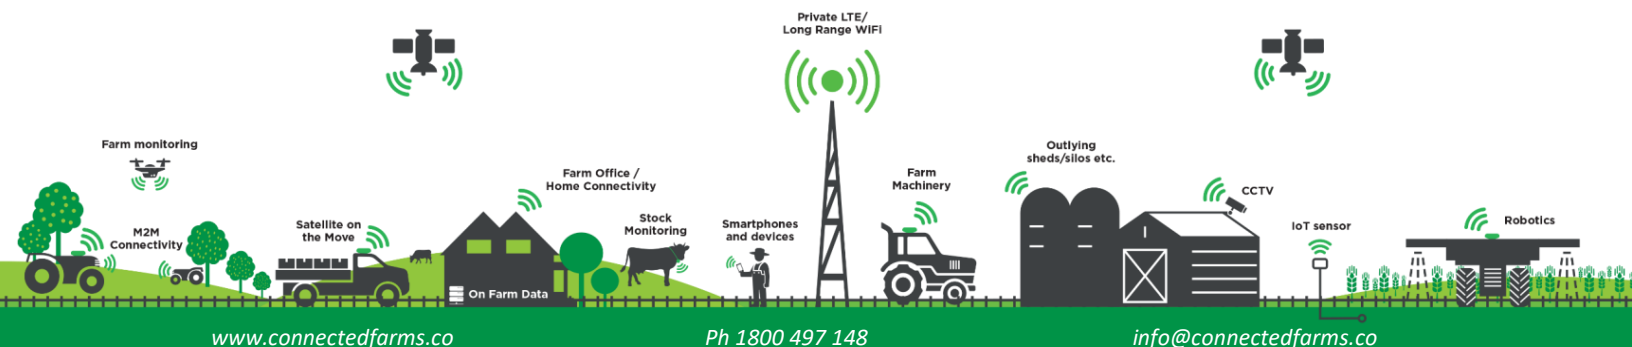 Private LTE/
Long Range WiFi
Farm monitoring
M2M
Connectivity
Satellite on
the Move
Farm Office /
Home Connectivity
On Farm Data
Stock
Monitoring
Smartphones
and devices
Farm
Machinery
Outlying
sheds/silos etc.
CCTV
IoT sensor
Robotics
www.connectedfarms.co
Ph 1800 497 148
info@connectedfarms.co